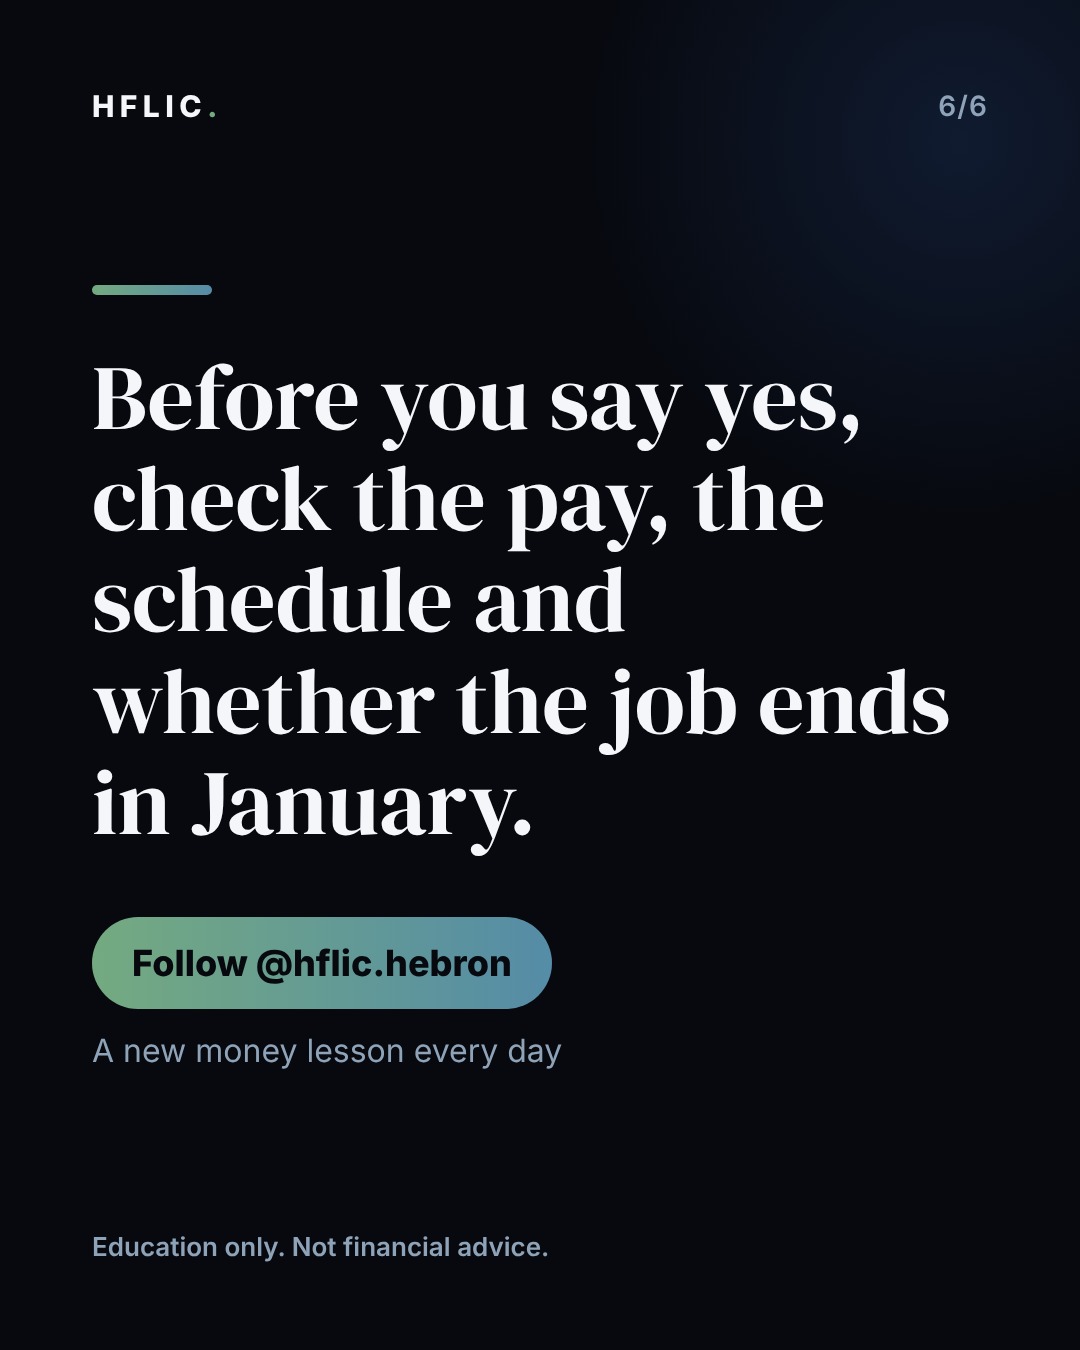 HFLIC.
6/6
Before you say yes,
check the pay, the
schedule and
whether the job ends
in January.
Follow @hflic.hebron
A new money lesson every day
Education only. Not financial advice.